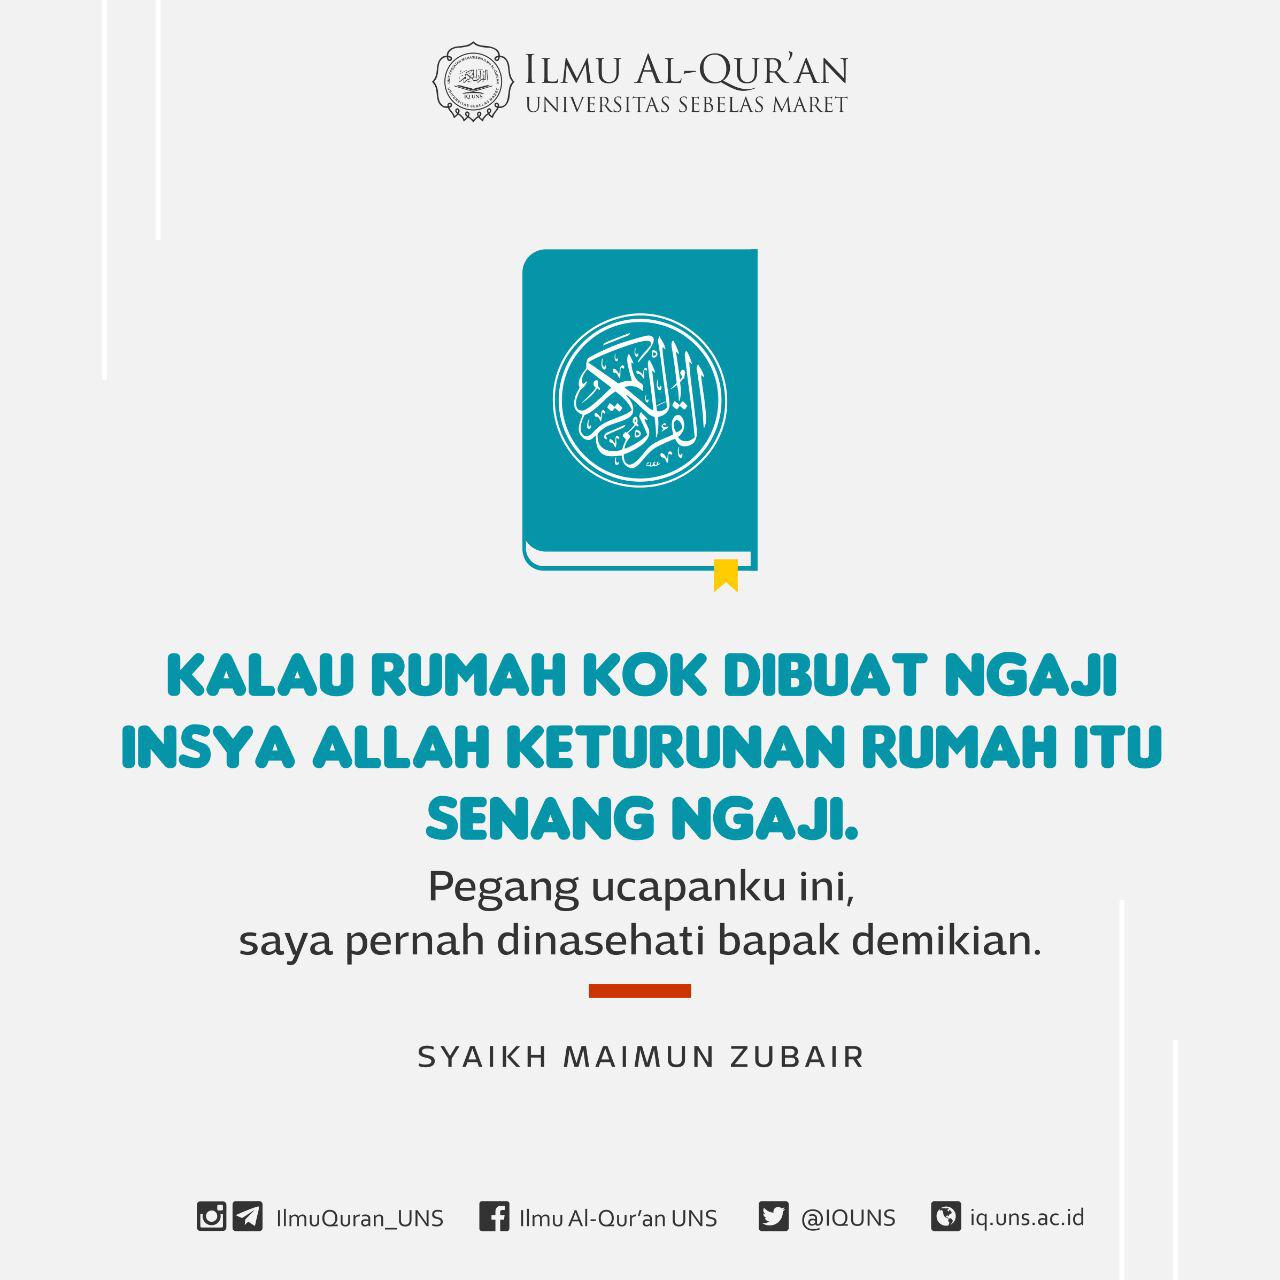 ILMU AL-QUR'AN
UNIVERSITAS SEBELAS MARET
القرآن الكريم
KALAU RUMAH KOK DIBUAT NGAJI
INSYA ALLAH KETURUNAN RUMAH ITU
SENANG NGAJI.
Pegang ucapanku ini,
saya pernah dinasehati bapak demikian.
SYAIKH MAIMUN ZUBAIR
IlmuQuran_UNS Ilmu Al-Qur'an UNS @IQUNS iq.uns.ac.id